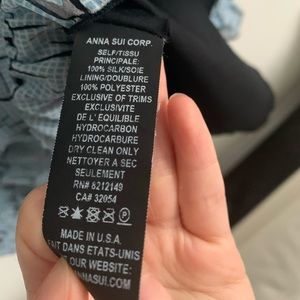 ANNA SUI CORP.
SELF/TISSU
PRINCIPALE:
100% SILK/SOIE
LINING/DOUBLURE
100% POLYESTER
EXCLUSIVE OF TRIMS
EXCLUSIVITE
DE L' EQUILIBLE
HYDROCARBON
HYDROCARBURE
DRY CLEAN ONLY
NETTOYER A SEC
SEULEMENT
RN# 6212149
CA# 32054
P
MADE IN U.S.A.
FAIT DANS ETATS-UNIS
OUR WEBSITE:
ANNASUI.COM